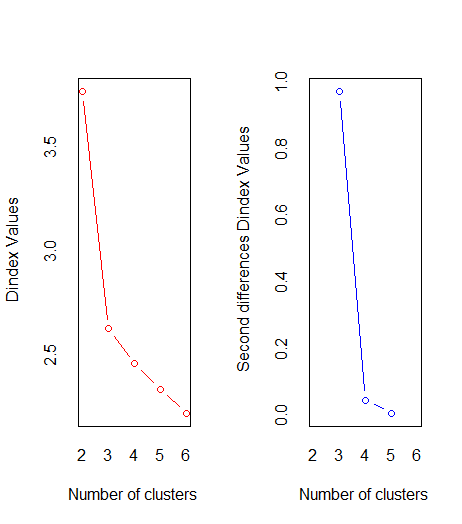 Dindex Values
3.5
3.0
2.5
2 3 4 5 6
Number of clusters
Second differences Dindex Values
1.0
0.8
0.6
0.4
0.2
0.0
2 3 4 5 6
Number of clusters